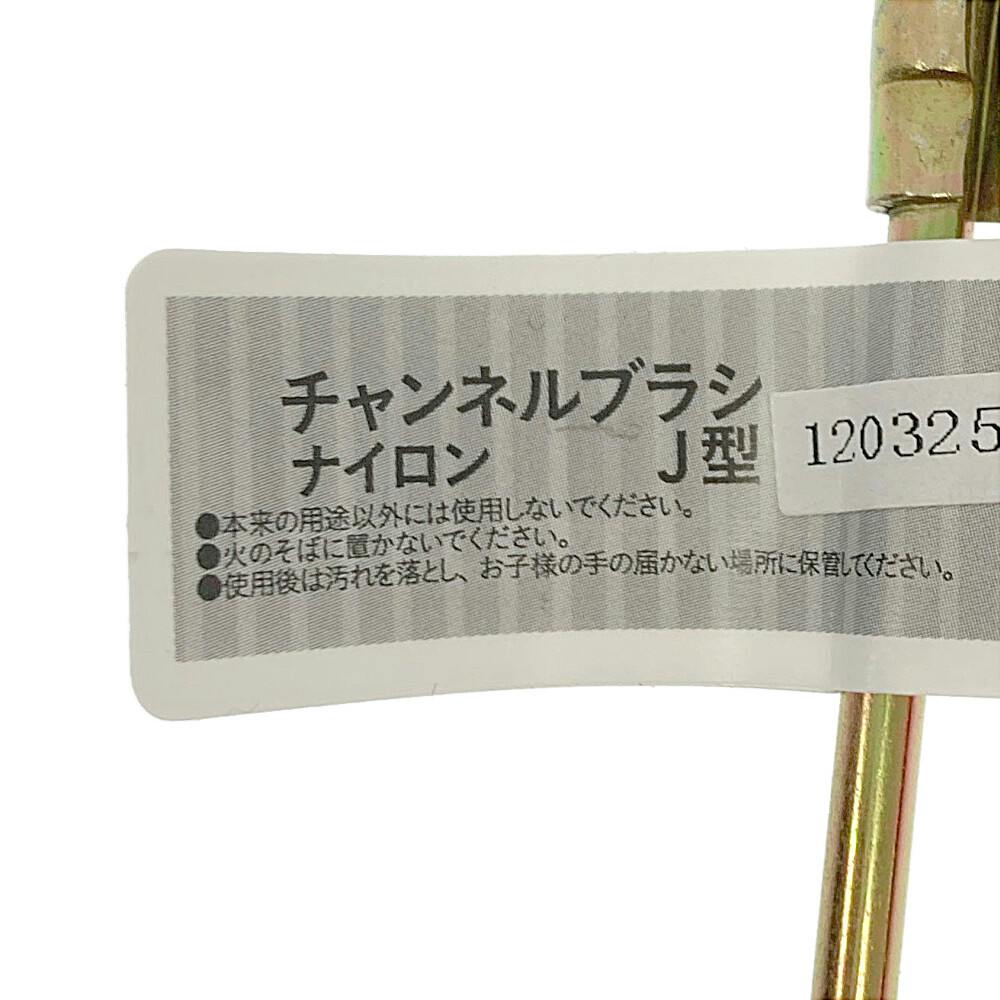 チャンネルブラシ
ナイロン J型
120325
●本来の用途以外には使用しないでください。
●火のそばに置かないでください。
●使用後は汚れを落とし、お子様の手の届かない場所に保管してください。